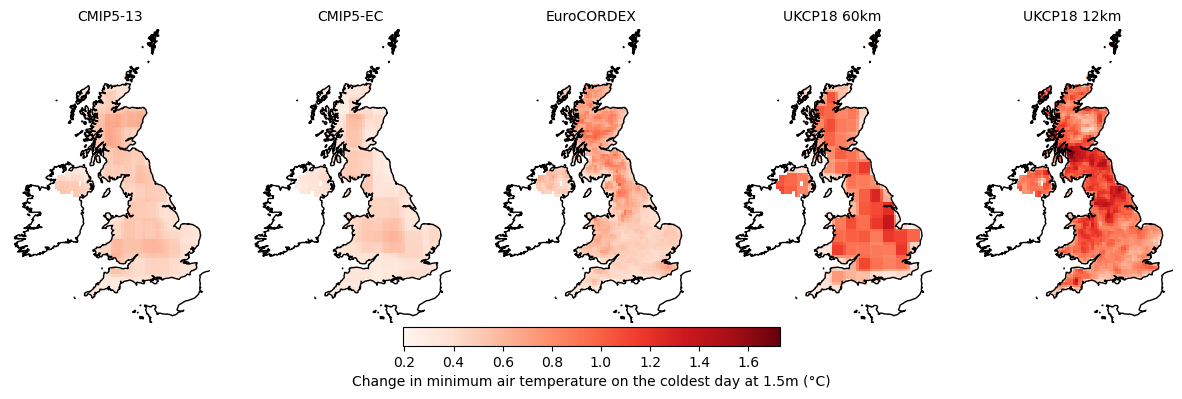 CMIP5-13 CMIP5-EC EuroCORDEX UKCP18 60km UKCP18 12km
0.2 0.4 0.6 0.8 1.0 1.2 1.4 1.6
Change in minimum air temperature on the coldest day at 1.5m (°C)